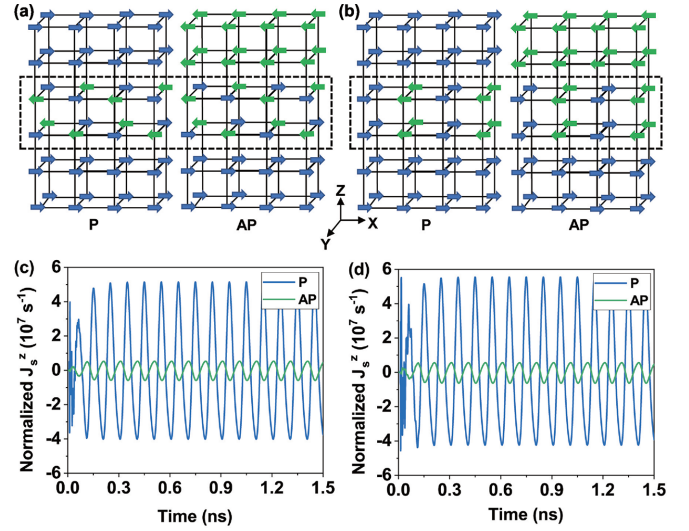 (a)
(b)
P
AP
Z
X
Y
P
AP
(c)
Normalized J_s^z (10^7 s^-1)
6
4
2
0
-2
-4
-6
P
AP
0.0 0.3 0.6 0.9 1.2 1.5
Time (ns)
(d)
Normalized J_s^z (10^7 s^-1)
6
4
2
0
-2
-4
-6
P
AP
0.0 0.3 0.6 0.9 1.2 1.5
Time (ns)